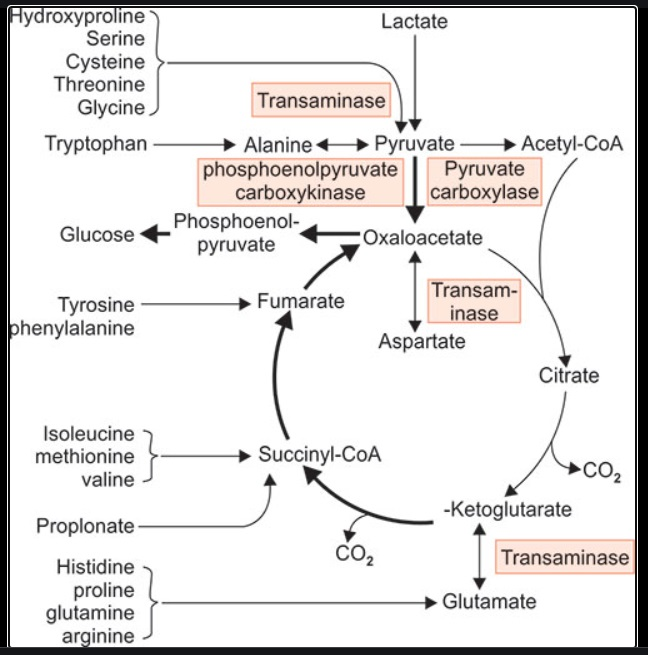 Hydroxyproline
Serine
Cysteine
Threonine
Glycine
Lactate
Transaminase
Tryptophan
Alanine
Pyruvate
Acetyl-CoA
phosphoenolpyruvate
carboxykinase
Pyruvate
carboxylase
Glucose
Phosphoenol-
pyruvate
Oxaloacetate
Tyrosine
phenylalanine
Fumarate
Transam-
inase
Aspartate
Citrate
Isoleucine
methionine
valine
Succinyl-CoA
CO₂
Proplonate
-Ketoglutarate
CO₂
Transaminase
Histidine
proline
glutamine
arginine
Glutamate